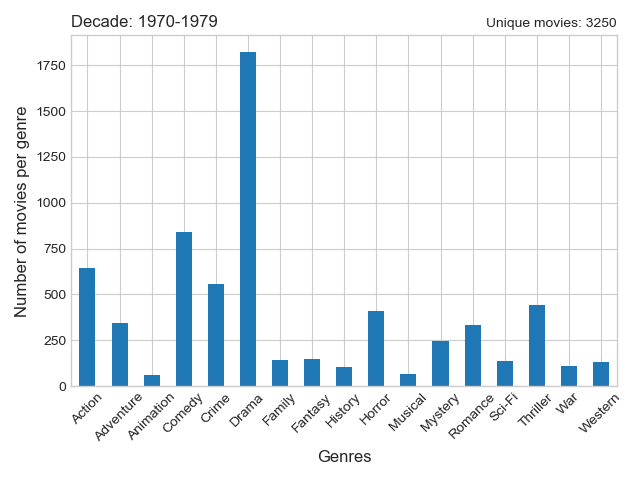 Decade: 1970-1979
Unique movies: 3250
Number of movies per genre
1750
1500
1250
1000
750
500
250
0
Action
Adventure
Animation
Comedy
Crime
Drama
Family
Fantasy
History
Horror
Musical
Mystery
Romance
Sci-Fi
Thriller
War
Western
Genres